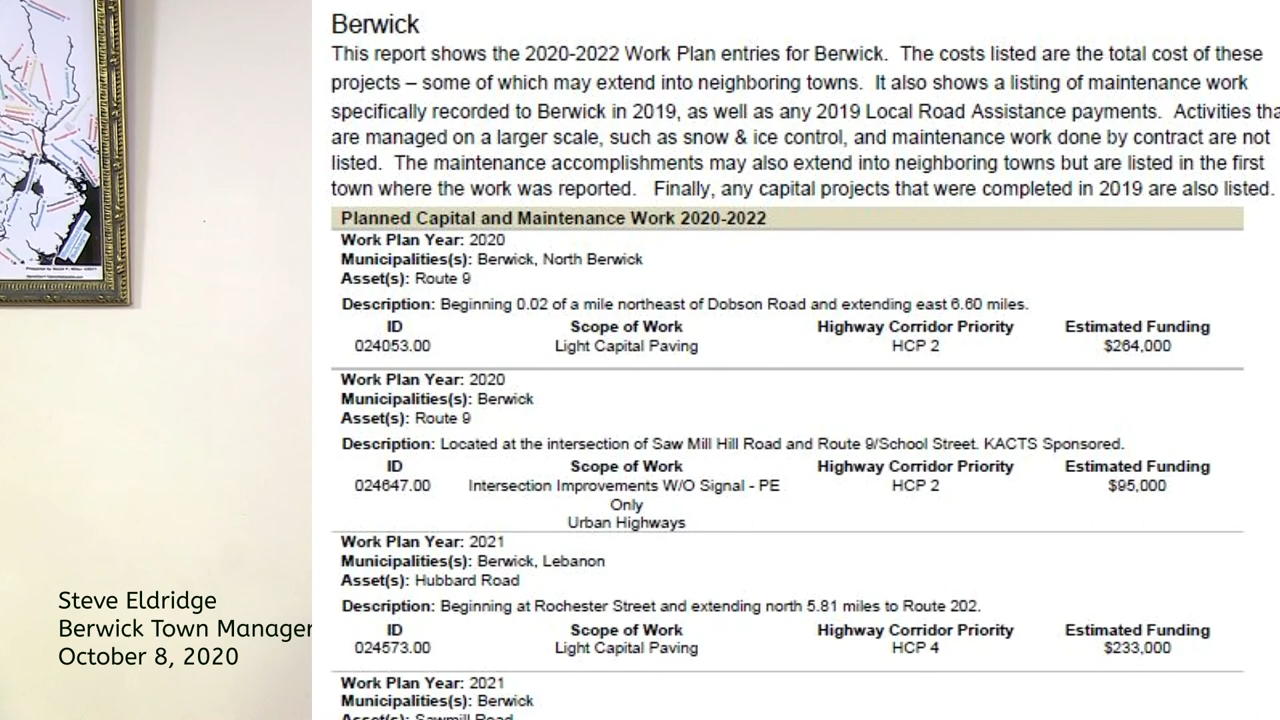 Berwick
This report shows the 2020-2022 Work Plan entries for Berwick. The costs listed are the total cost of these
projects – some of which may extend into neighboring towns. It also shows a listing of maintenance work
specifically recorded to Berwick in 2019, as well as any 2019 Local Road Assistance payments. Activities tha
are managed on a larger scale, such as snow & ice control, and maintenance work done by contract are not
listed. The maintenance accomplishments may also extend into neighboring towns but are listed in the first
town where the work was reported. Finally, any capital projects that were completed in 2019 are also listed.
Planned Capital and Maintenance Work 2020-2022
Work Plan Year: 2020
Municipalities(s): Berwick, North Berwick
Asset(s): Route 9
Description: Beginning 0.02 of a mile northeast of Dobson Road and extending east 6.60 miles.
ID Scope of Work Highway Corridor Priority Estimated Funding
024053.00 Light Capital Paving HCP 2 $264,000
Work Plan Year: 2020
Municipalities(s): Berwick
Asset(s): Route 9
Description: Located at the intersection of Saw Mill Hill Road and Route 9/School Street. KACTS Sponsored.
ID Scope of Work Highway Corridor Priority Estimated Funding
024647.00 Intersection Improvements W/O Signal - PE HCP 2 $95,000
Only
Urban Highways
Work Plan Year: 2021
Municipalities(s): Berwick, Lebanon
Asset(s): Hubbard Road
Description: Beginning at Rochester Street and extending north 5.81 miles to Route 202.
ID Scope of Work Highway Corridor Priority Estimated Funding
024573.00 Light Capital Paving HCP 4 $233,000
Work Plan Year: 2021
Municipalities(s): Berwick
Asset(s): Sawmill Road
Steve Eldridge
Berwick Town Manager
October 8, 2020